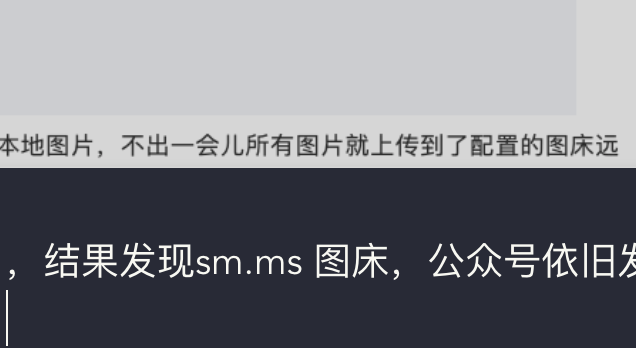 本地图片，不出一会儿所有图片就上传到了配置的图床远
，结果发现sm.ms 图床，公众号依旧发